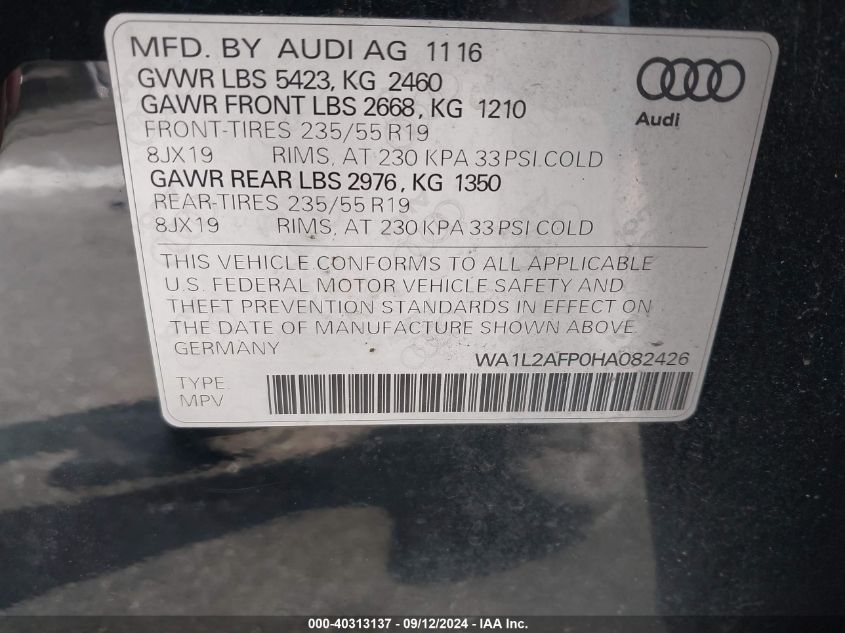 MFD. BY AUDI AG 11 16
GVWR LBS 5423, KG 2460
GAWR FRONT LBS 2668, KG 1210
FRONT-TIRES 235/55 R19
8JX19 RIMS, AT 230 KPA 33 PSI COLD
GAWR REAR LBS 2976, KG 1350
REAR-TIRES 235/55 R19
8JX19 RIMS, AT 230 KPA 33 PSI COLD
Audi
THIS VEHICLE CONFORMS TO ALL APPLICABLE
U.S. FEDERAL MOTOR VEHICLE SAFETY AND
THEFT PREVENTION STANDARDS IN EFFECT ON
THE DATE OF MANUFACTURE SHOWN ABOVE.
GERMANY
WA1L2AFP0HA082426
TYPE:
MPV
000-40313137 - 09/12/2024 - IAA Inc.